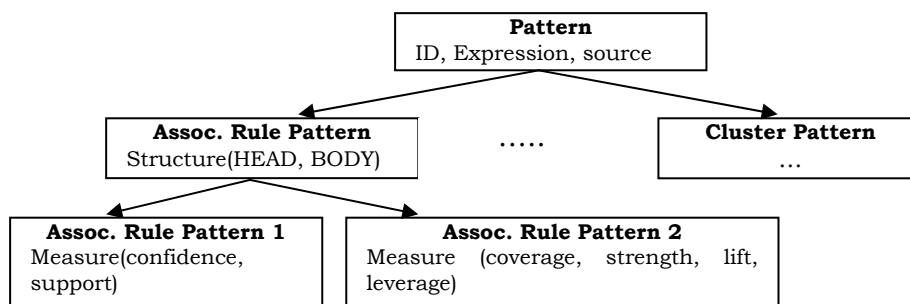 Pattern
ID, Expression, source
Assoc. Rule Pattern
Structure(HEAD, BODY)
.....
Cluster Pattern
...
Assoc. Rule Pattern 1
Measure(confidence,
support)
Assoc. Rule Pattern 2
Measure (coverage, strength, lift,
leverage)